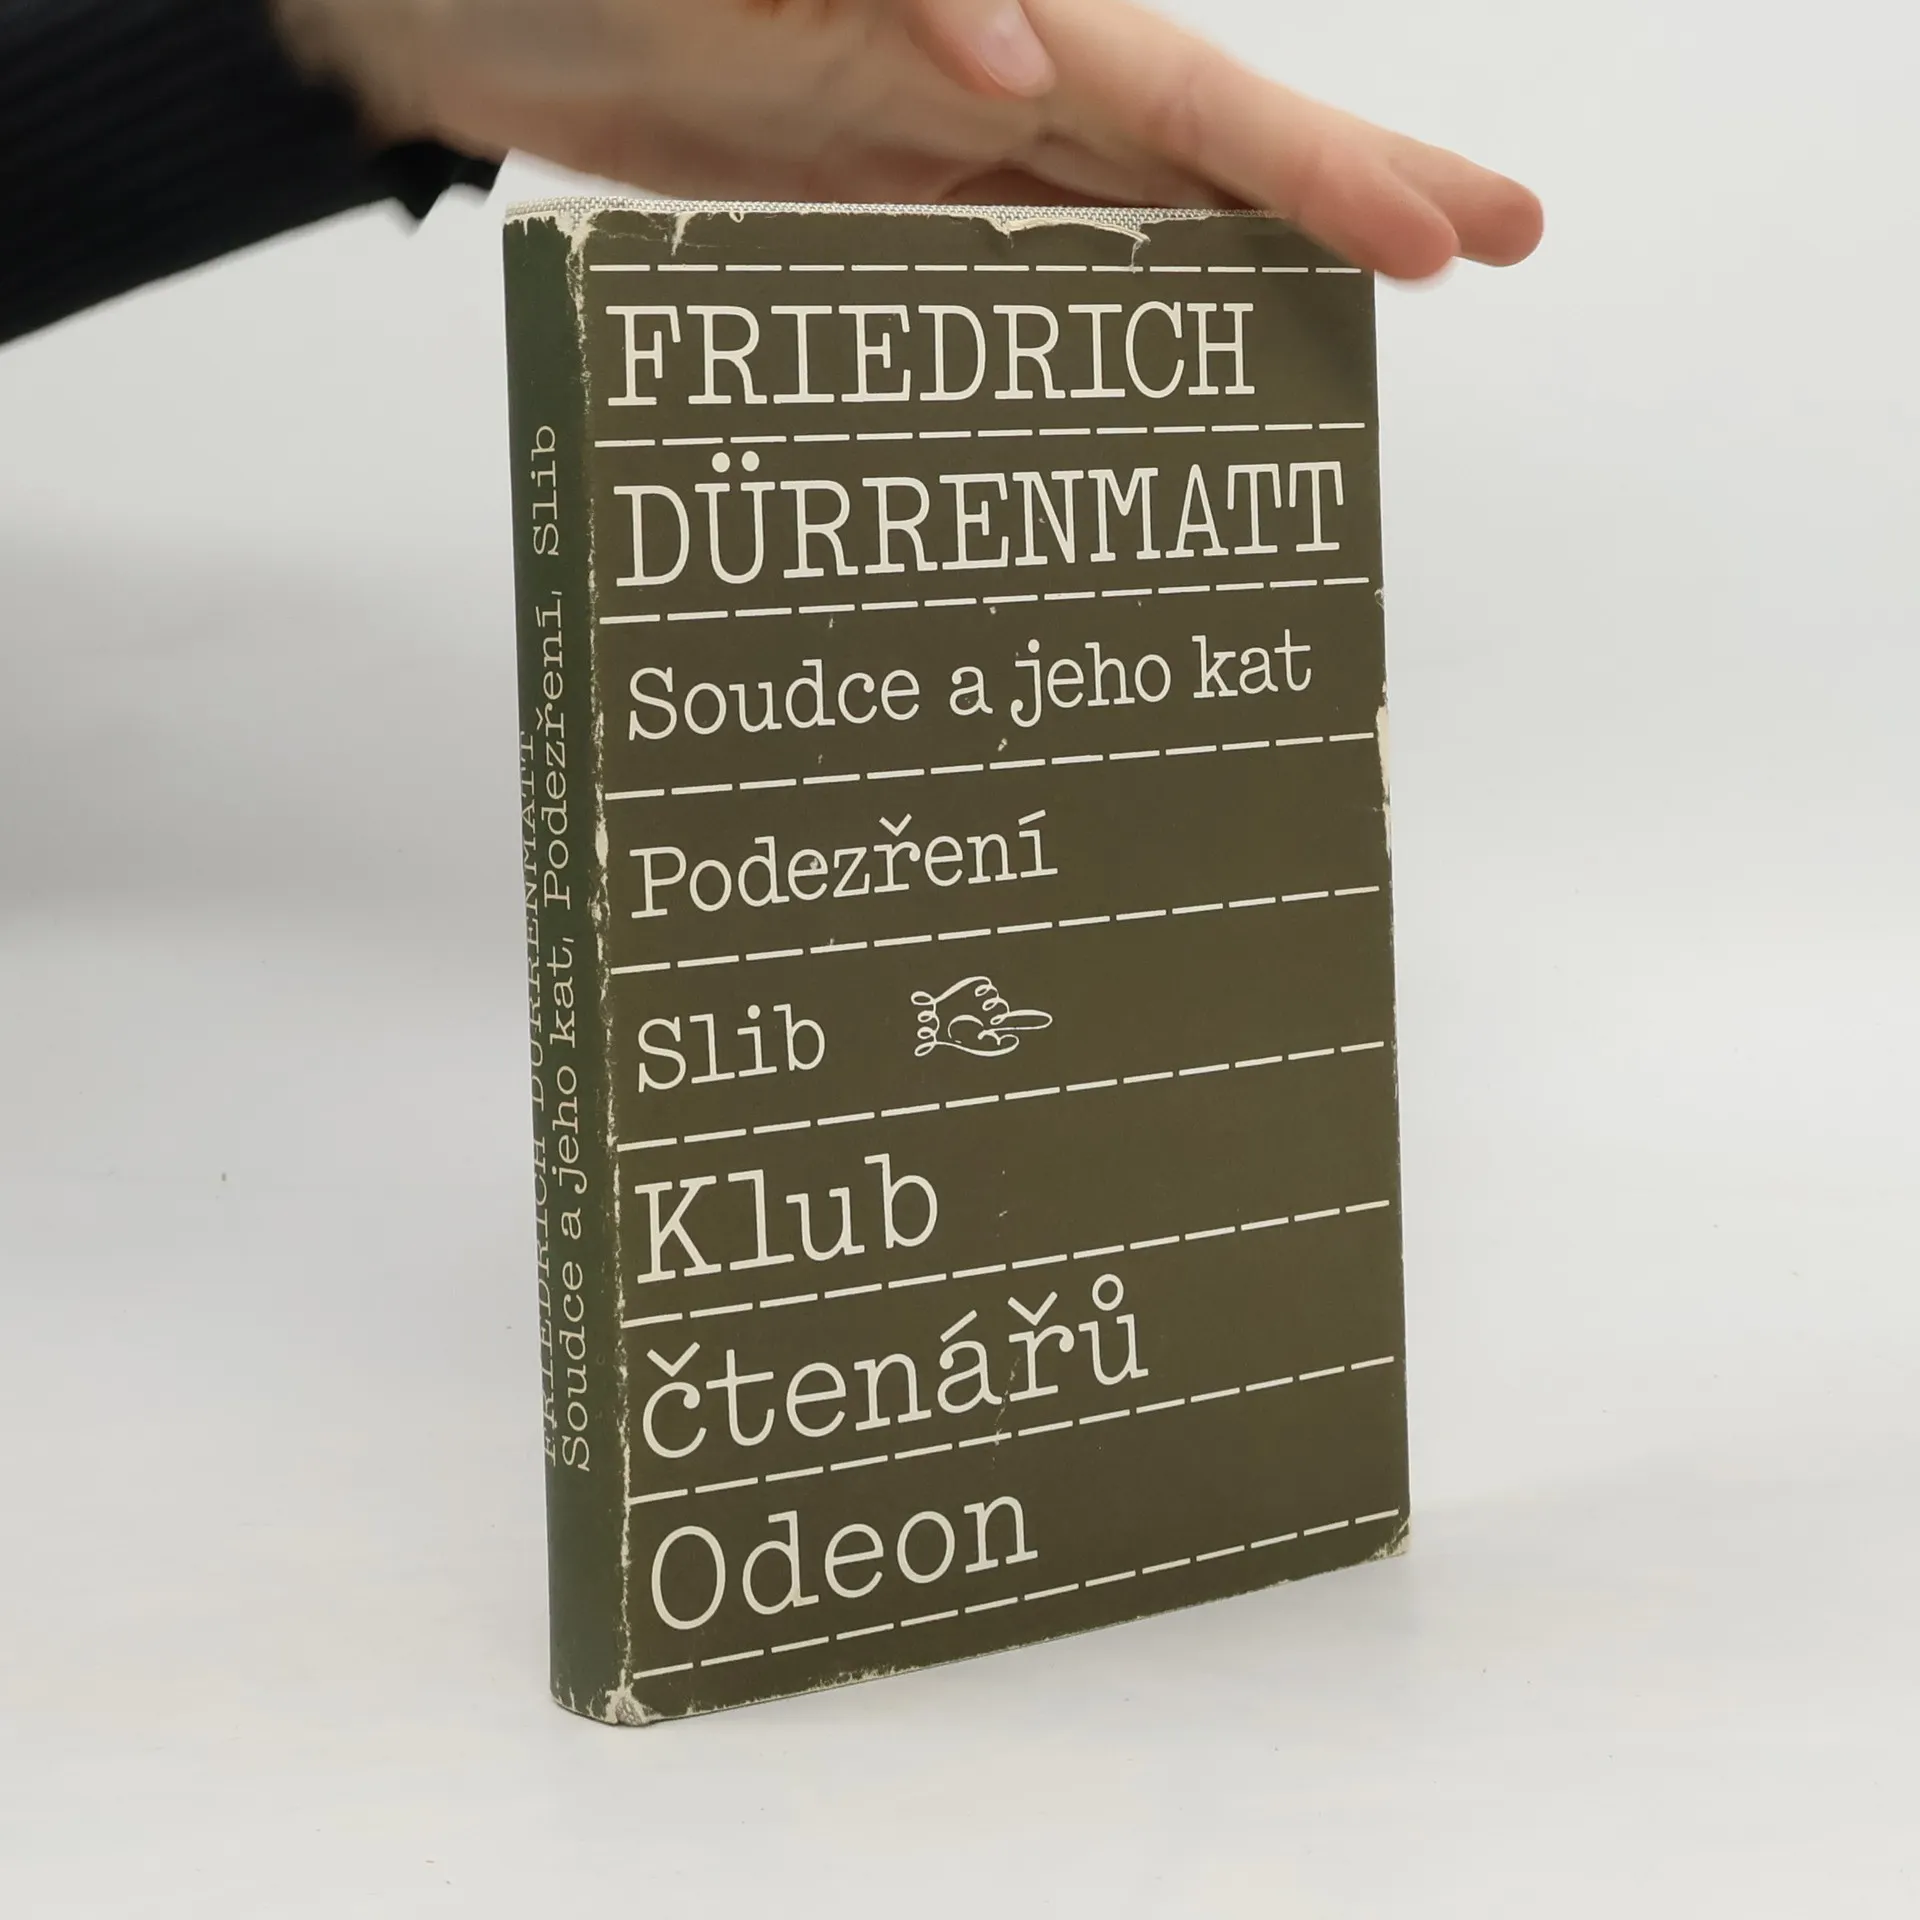 FRIEDRICH
DÜRRENMATT
Soudce a jeho kat
Podezření
Slib
Klub
čtenářů
Odeon
FRIEDRICH DÜRRENMATT
Soudce a jeho kat, Podezření, Slib